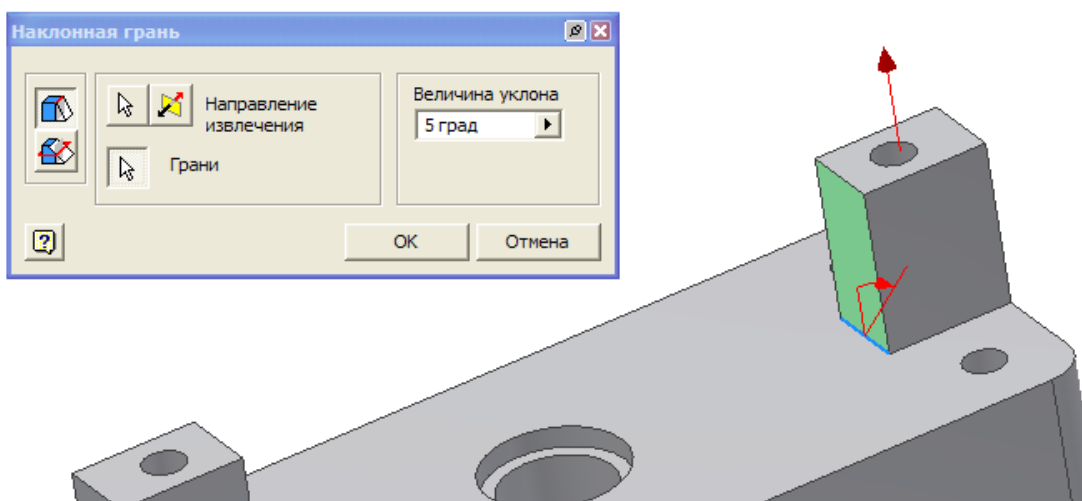 Наклонная грань
Направление
извлечения
Грани
Величина уклона
5 град
ОК
Отмена